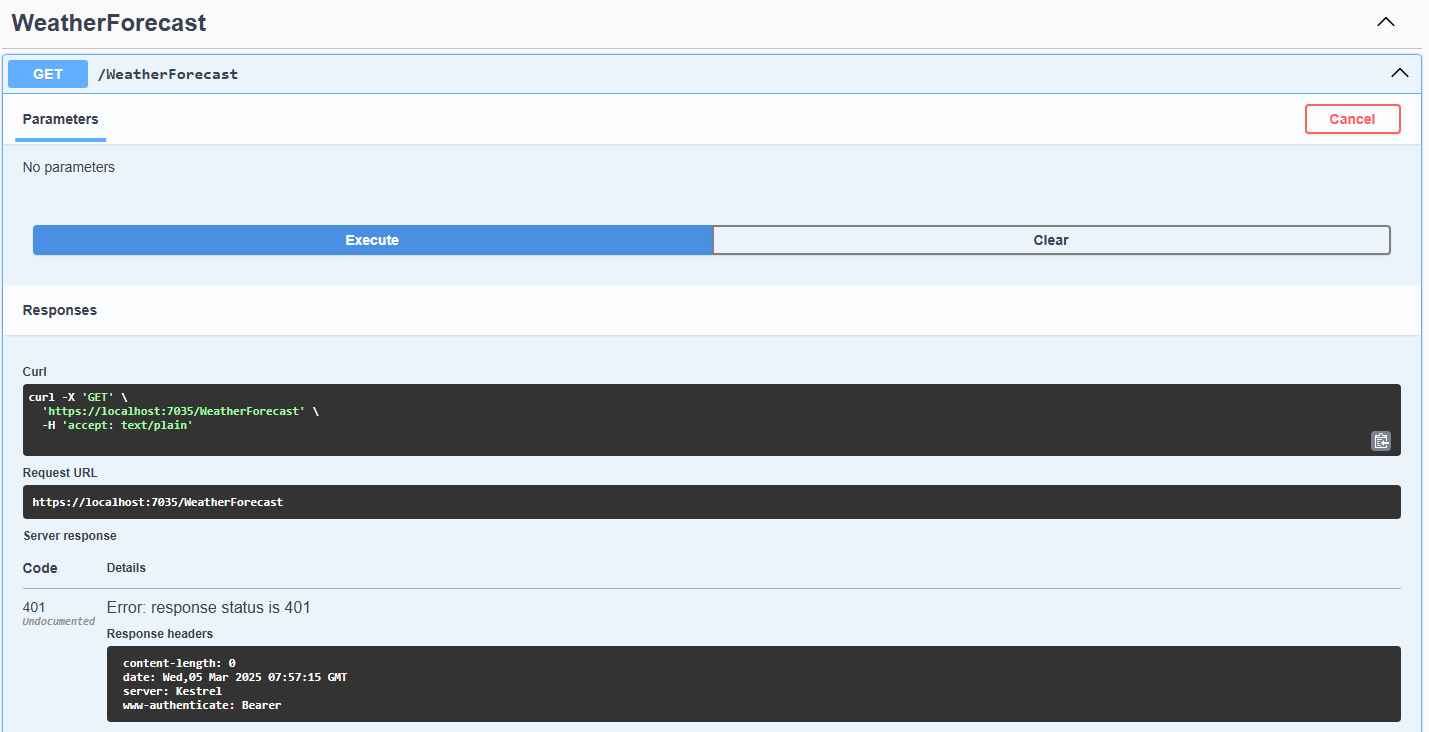 WeatherForecast
GET /WeatherForecast
Parameters
Cancel
No parameters
Execute
Clear
Responses
Curl
curl -X 'GET' \
'https://localhost:7035/WeatherForecast' \
-H 'accept: text/plain'
Request URL
https://localhost:7035/WeatherForecast
Server response
Code Details
401 Error: response status is 401
Undocumented
Response headers
content-length: 0
date: Wed,05 Mar 2025 07:57:15 GMT
server: Kestrel
www-authenticate: Bearer